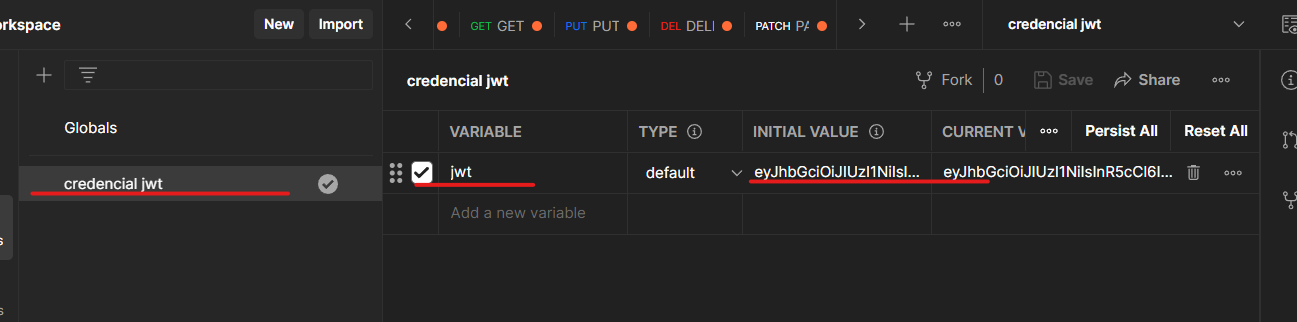 rkspace
New
Import
GET GET
PUT PUT
DEL DELI
PATCH PA
credencial jwt
credencial jwt
Fork
0
Save
Share
Globals
VARIABLE
TYPE
INITIAL VALUE
CURRENT V
Persist All
Reset All
credencial jwt
jwt
default
eyJhbGciOiJIUzI1NiIsI...
eyJhbGciOiJIUzI1NiIsInR5cCI6I...
Add a new variable
s
s